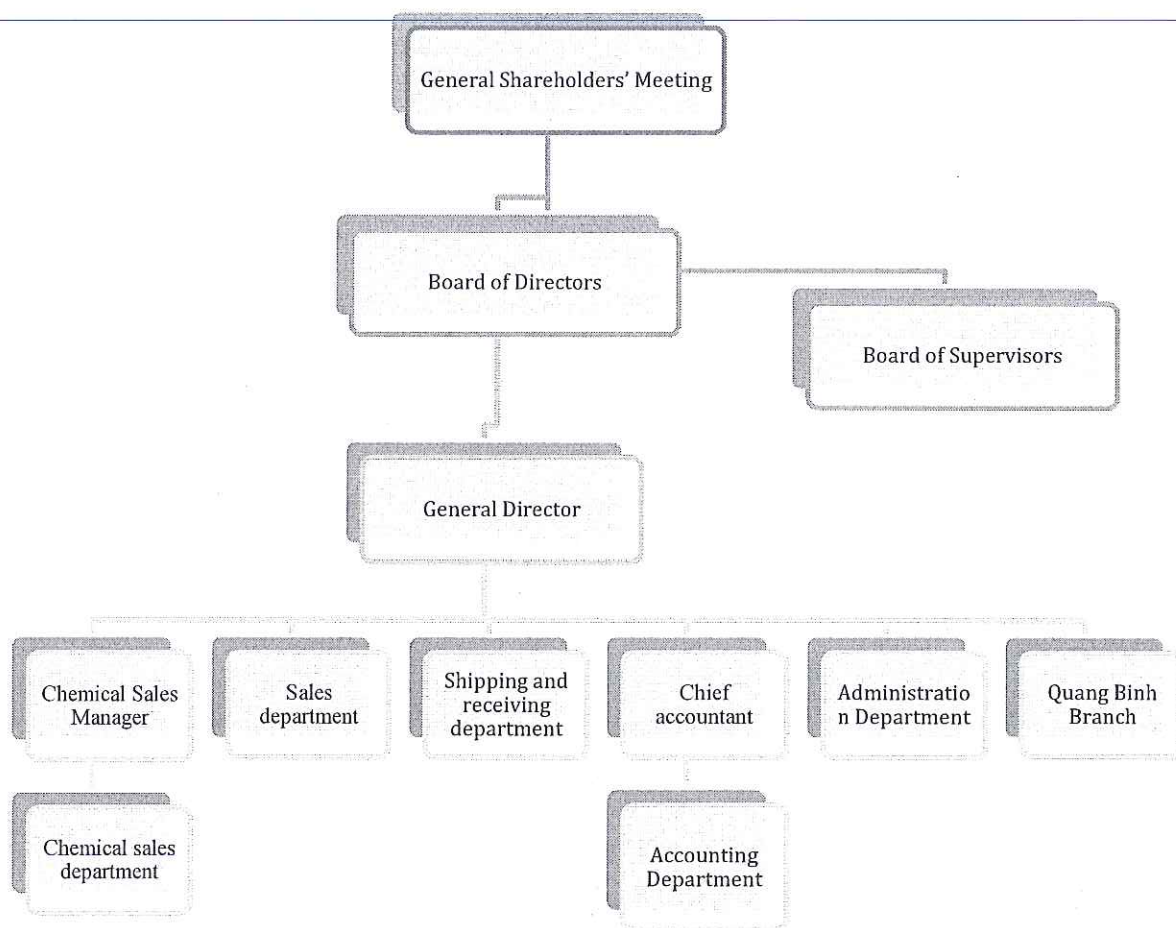 General Shareholders' Meeting
Board of Directors
Board of Supervisors
General Director
Chemical Sales
Manager
Sales
department
Shipping and
receiving
department
Chief
accountant
Administratio
n Department
Quang Binh
Branch
Chemical sales
department
Accounting
Department